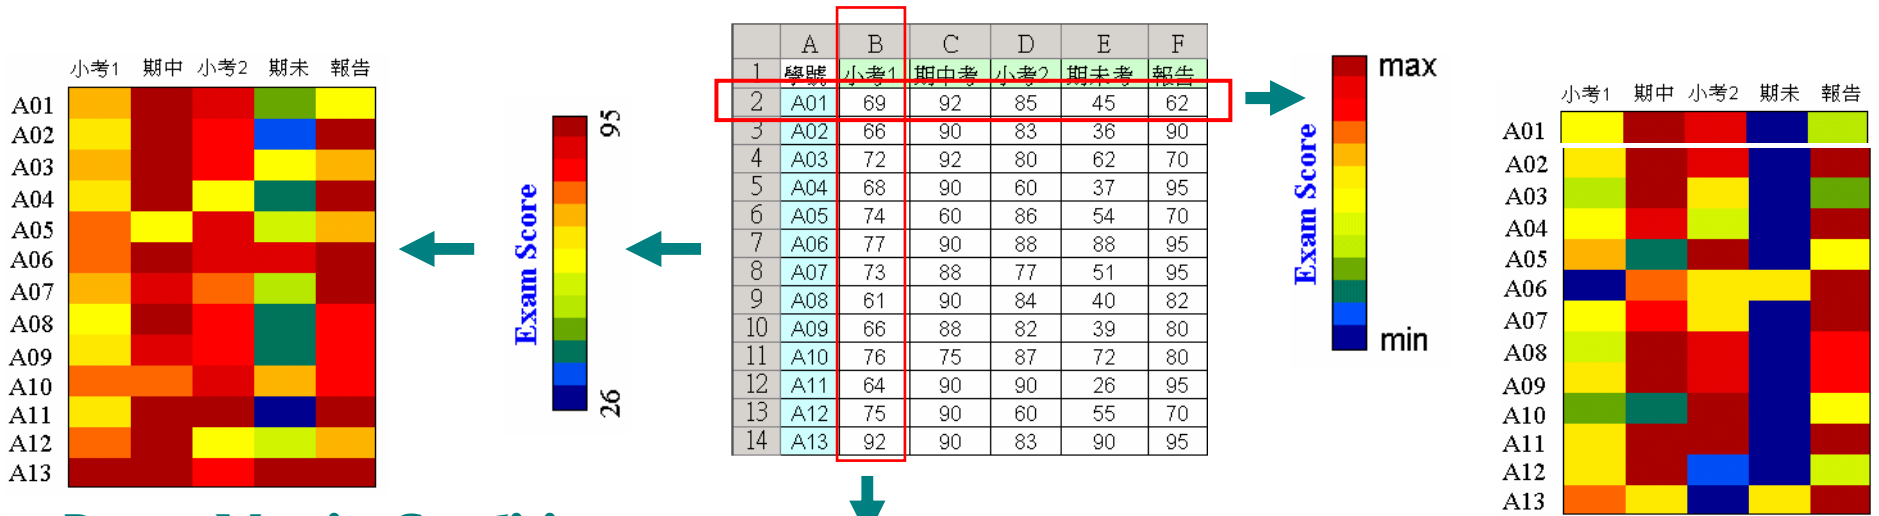 小考1 期中 小考2 期未 報告
A01
A02
A03
A04
A05
A06
A07
A08
A09
A10
A11
A12
A13
Exam Score
95
26
A B C D E F
1 學號 小考1 期中考 小考2 期未考 報告
2 A01 69 92 85 45 62
3 A02 66 90 83 36 90
4 A03 72 92 80 62 70
5 A04 68 90 60 37 95
6 A05 74 60 86 54 70
7 A06 77 90 88 88 95
8 A07 73 88 77 51 95
9 A08 61 90 84 40 82
10 A09 66 88 82 39 80
11 A10 76 75 87 72 80
12 A11 64 90 90 26 95
13 A12 75 90 60 55 70
14 A13 92 90 83 90 95
max
Exam Score
min
小考1 期中 小考2 期未 報告
A01
A02
A03
A04
A05
A06
A07
A08
A09
A10
A11
A12
A13